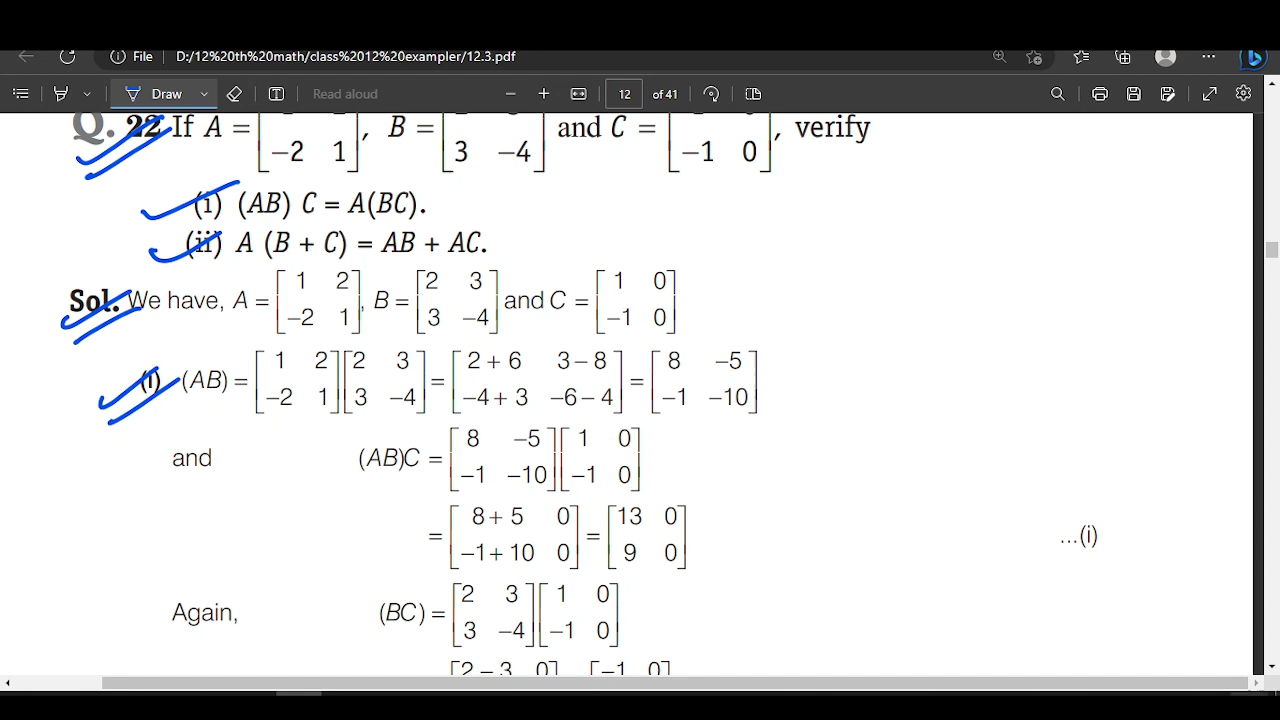 File D:/12%20th%20math/class%2012%20exampler/12.3.pdf
Draw Read aloud 12 of 41
Q. 22 If A = [ −2 1 ], B = [ 3 −4 ] and C = [ −1 0 ], verify
(i) (AB) C = A(BC).
(ii) A (B + C) = AB + AC.
Sol. We have, A = [1 2; −2 1], B = [2 3; 3 −4] and C = [1 0; −1 0]
(i) (AB) = [1 2; −2 1][2 3; 3 −4] = [2 + 6 3 − 8; −4 + 3 −6 − 4] = [8 −5; −1 −10]
and (AB)C = [8 −5; −1 −10][1 0; −1 0]
= [8 + 5 0; −1 + 10 0] = [13 0; 9 0] ...(i)
Again, (BC) = [2 3; 3 −4][1 0; −1 0]
[2 − 3 0] [−1 0]